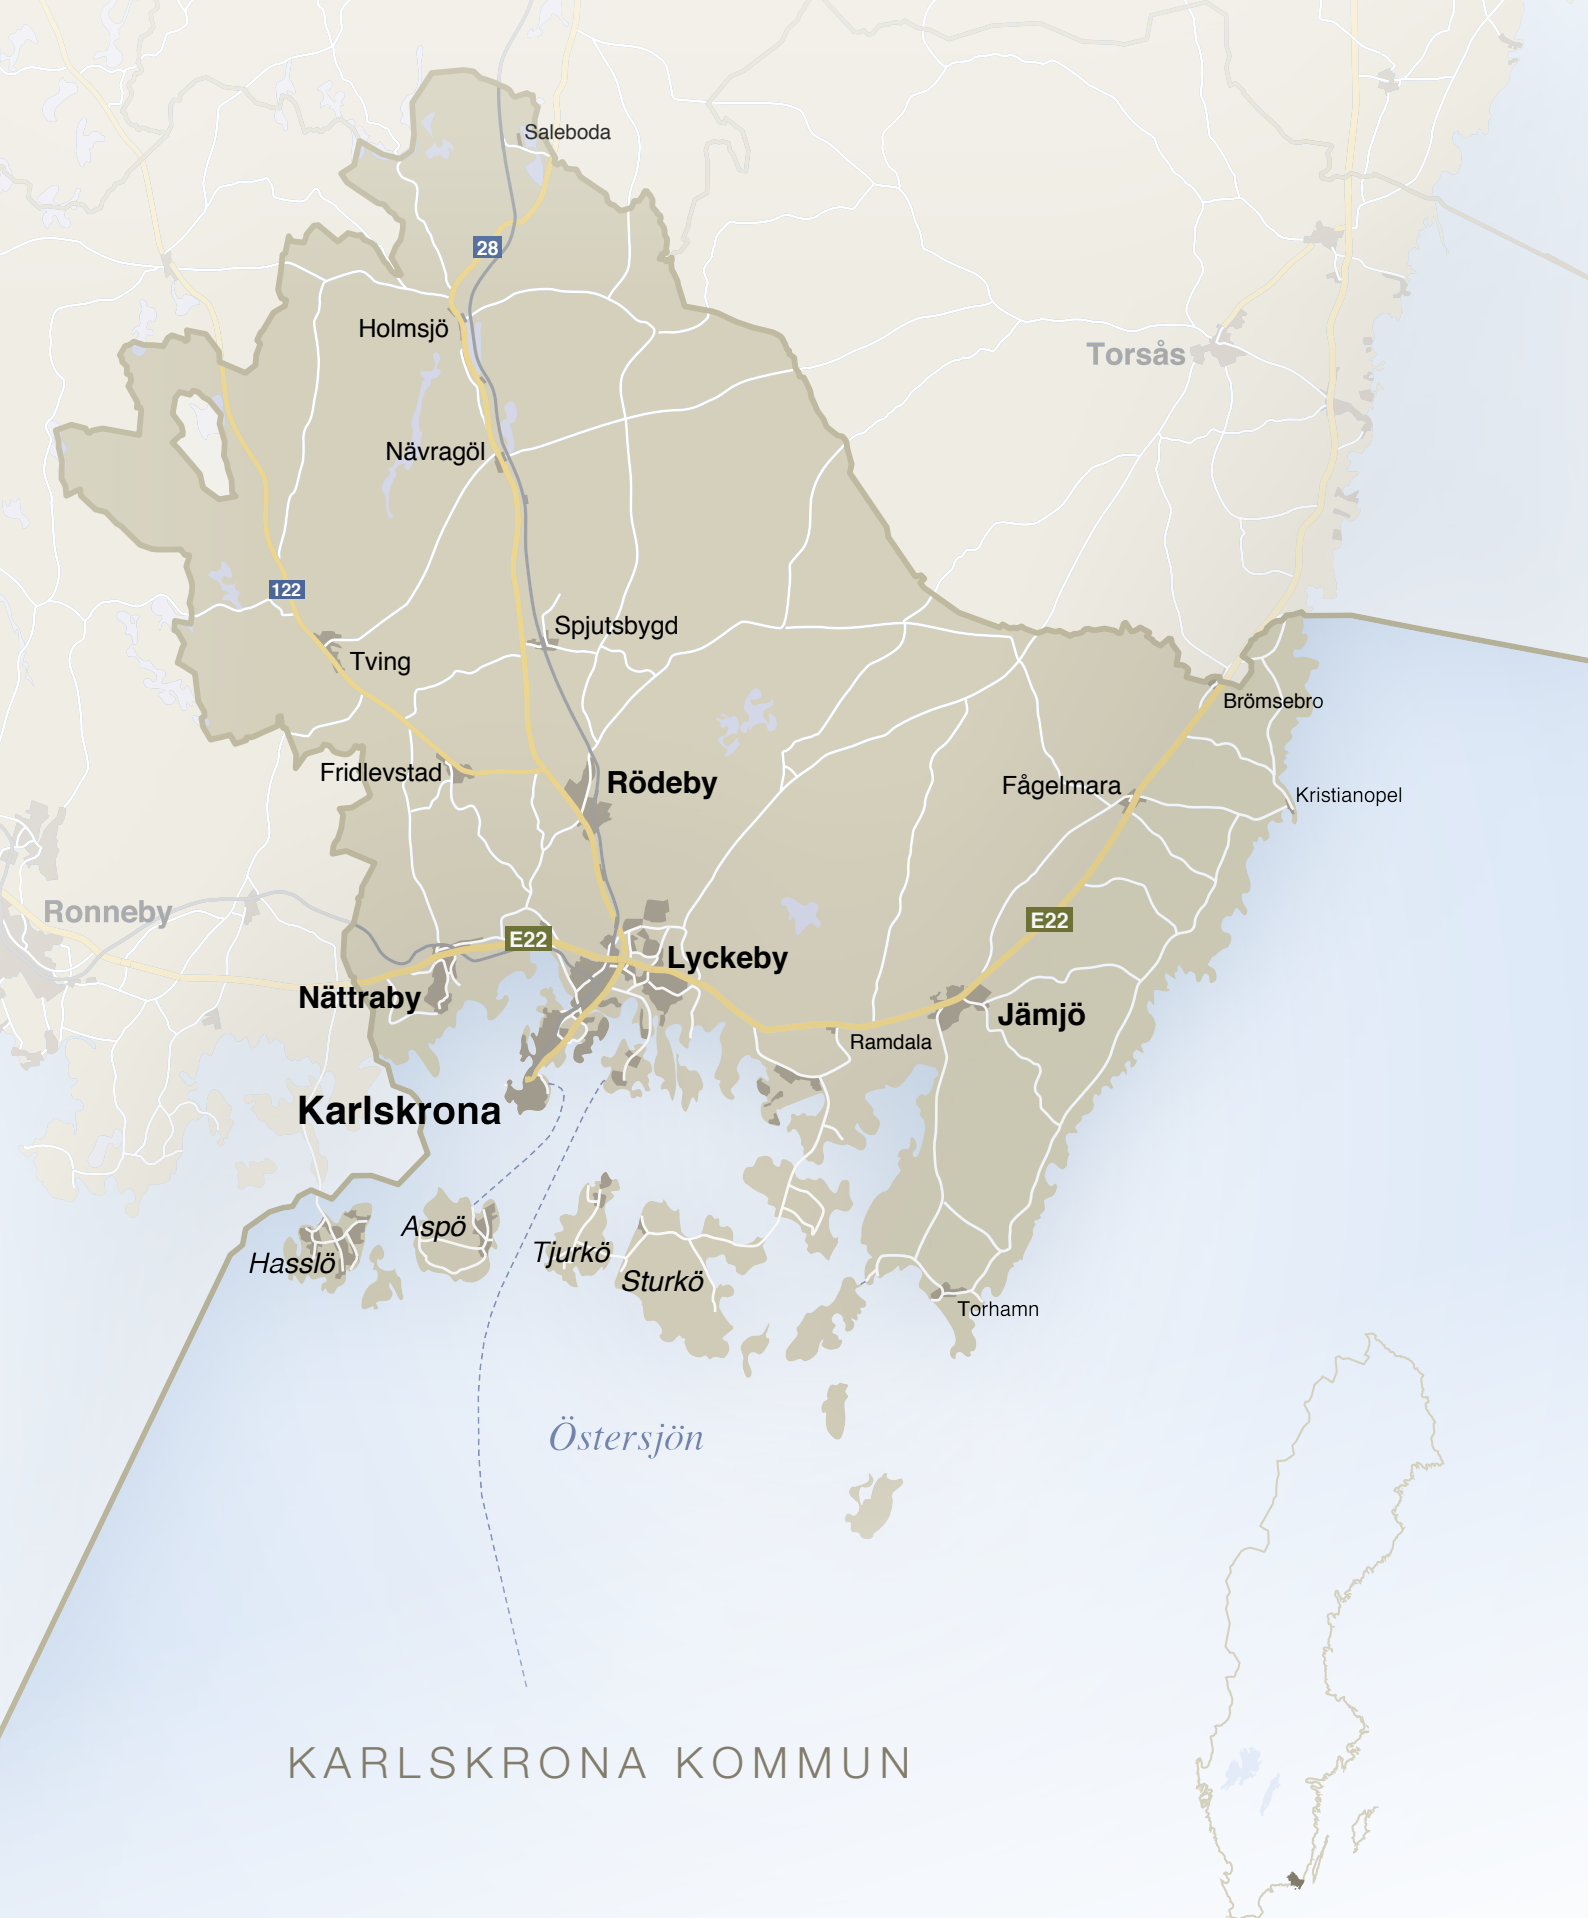 Saleboda
28
Holmsjö
Torsås
Nävragöl
122
Spjutsbygd
Tving
Brömsebro
Fridlevstad
Rödeby
Fågelmara
Kristianopel
Ronneby
E22
E22
Lyckeby
Nättraby
Jämjö
Ramdala
Karlskrona
Aspö
Hasslö
Tjurkö
Sturkö
Torhamn
Östersjön
KARLSKRONA KOMMUN